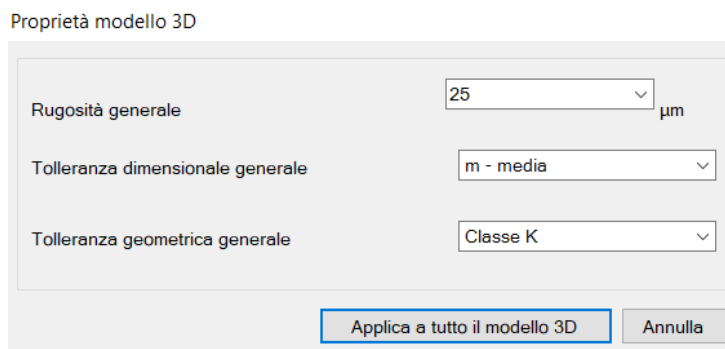 Proprietà modello 3D
Rugosità generale 25 µm
Tolleranza dimensionale generale m - media
Tolleranza geometrica generale Classe K
Applica a tutto il modello 3D Annulla